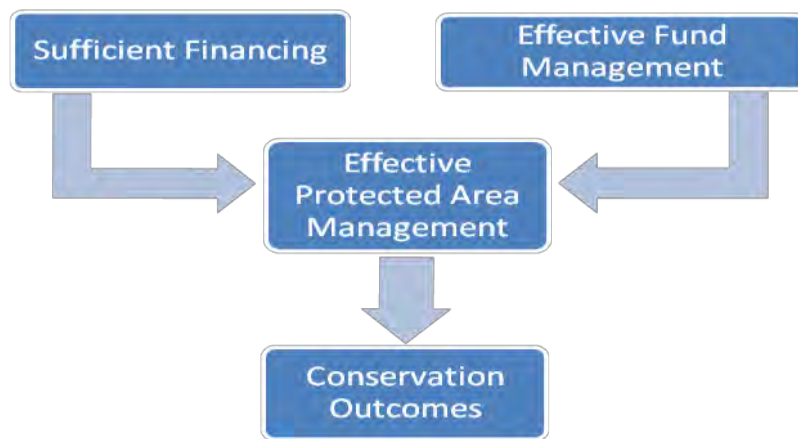 Sufficient Financing
Effective Fund
Management
Effective
Protected Area
Management
Conservation
Outcomes